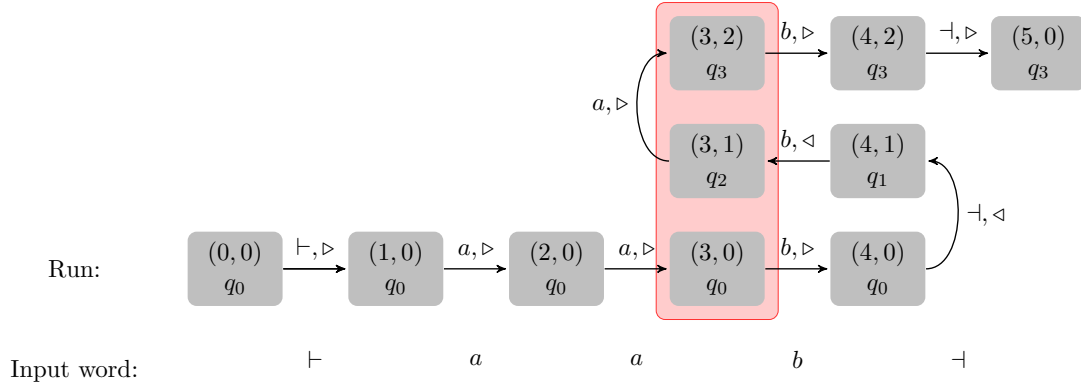 (3, 2) b, ▷ (4, 2) ⊣, ▷ (5, 0)
q₃ q₃ q₃
a, ▷
(3, 1) b, ◁ (4, 1)
q₂ q₁
⊣, ◁
Run: (0, 0) ⊢, ▷ (1, 0) a, ▷ (2, 0) a, ▷ (3, 0) b, ▷ (4, 0)
q₀ q₀ q₀ q₀ q₀
Input word: ⊢ a a b ⊣